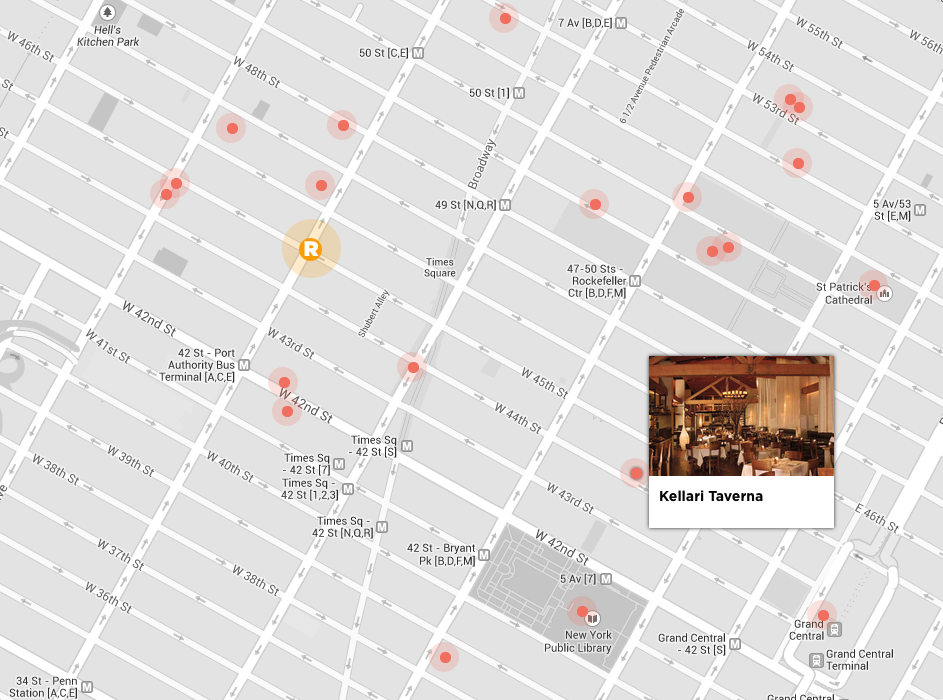 Hell's
Kitchen Park
7 Av [B,D,E] M
50 St [C,E] M
W 55th St
W 56th
W 46th St
W 54th St
W 48th St
6 1/2 Avenue Pedestrian Arcade
50 St [1] M
W 53rd St
St
St
Broadway
49 St [N,Q,R] M
5 Av/53
St [E,M] M
R
Times
Square
47-50 Sts -
Rockefeller
Ctr [B,D,F,M] M
St Patrick's
Cathedral
Shubert Alley
W 42nd St
W 41st St
W 43rd St
42 St - Port
Authority Bus
Terminal [A,C,E] M
W 45th St
W 42nd St
W 44th St
Times Sq
- 42 St [S] M
Kellari Taverna
W 39th St
W 38th St
W 40th St
Times Sq
- 42 St [7] M
Times Sq -
42 St [1,2,3] M
W 43rd St
Times Sq -
42 St [N,Q,R] M
E 46th St
W 37th St
42 St - Bryant
Pk [B,D,F,M] M
W 42nd St
W 38th St
W 36th St
5 Av [7] M
New York
Public Library
Grand
Central
Grand Central
- 42 St [S] M
Grand Central
Terminal
34 St - Penn
Station [A,C,E] M
Grand Central